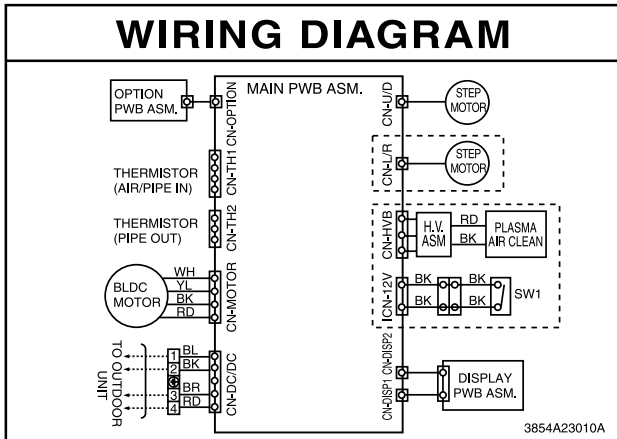 WIRING DIAGRAM
MAIN PWB ASM.
OPTION
PWB ASM.
CN-OPTION
THERMISTOR
(AIR/PIPE IN)
CN-TH1
THERMISTOR
(PIPE OUT)
CN-TH2
BLDC
MOTOR
WH
YL
BK
RD
CN-MOTOR
TO OUTDOOR
UNIT
1
2
3
4
BL
BK
BR
RD
CN-DC/DC
CN-U/D
STEP
MOTOR
CN-L/R
STEP
MOTOR
CN-HVB
H.V.
ASM
RD
BK
PLASMA
AIR CLEAN
CN-12V
BK
BK
BK
BK
SW1
CN-DISP2
CN-DISP1
DISPLAY
PWB ASM.
3854A23010A